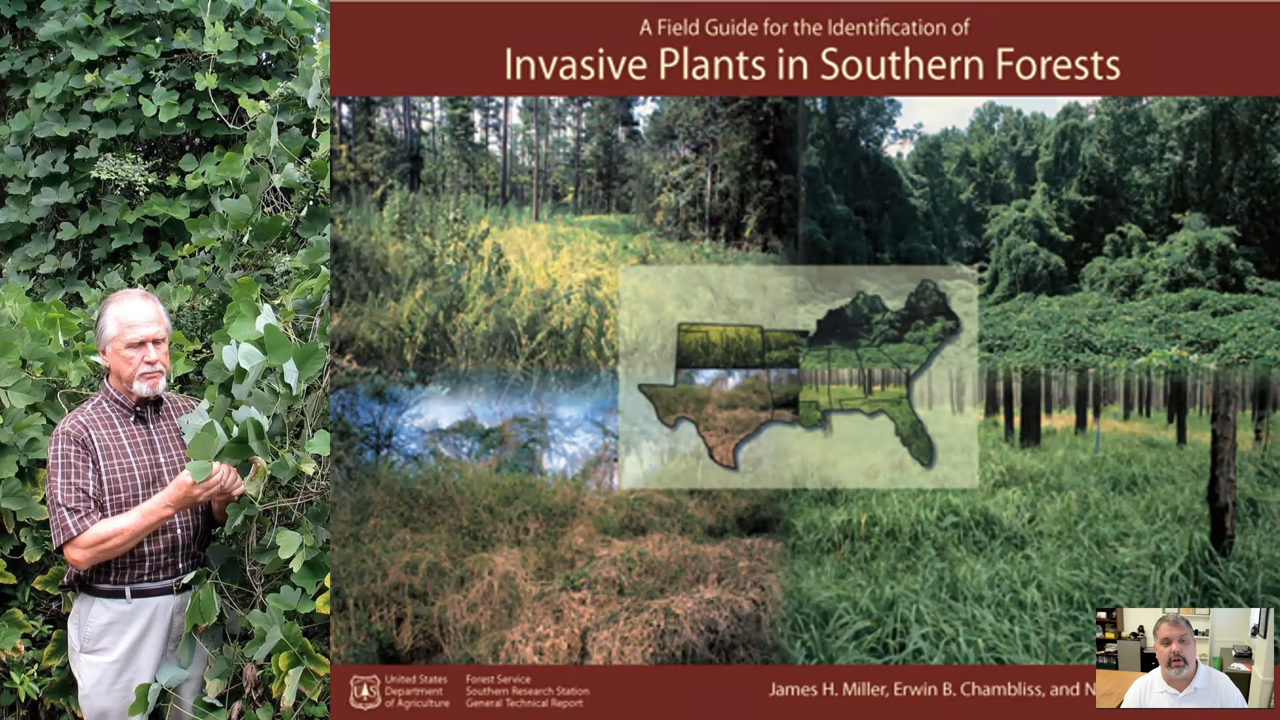 A Field Guide for the Identification of
Invasive Plants in Southern Forests
United States
Department
of Agriculture
Forest Service
Southern Research Station
General Technical Report
James H. Miller, Erwin B. Chambliss, and N